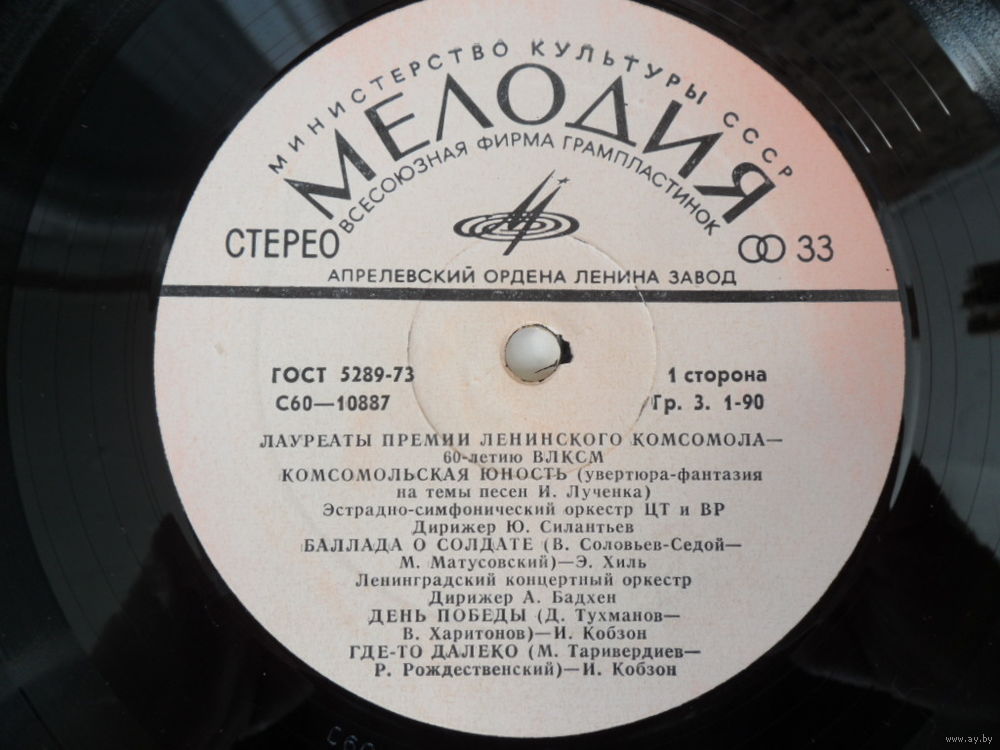 МИНИСТЕРСТВО КУЛЬТУРЫ СССР
МЕЛОДИЯ
ВСЕСОЮЗНАЯ ФИРМА ГРАМПЛАСТИНОК
СТЕРЕО
33
АПРЕЛЕВСКИЙ ОРДЕНА ЛЕНИНА ЗАВОД
ГОСТ 5289-73
1 сторона
С60—10887
Гр. 3. 1-90
ЛАУРЕАТЫ ПРЕМИИ ЛЕНИНСКОГО КОМСОМОЛА—
60-летию ВЛКСМ
КОМСОМОЛЬСКАЯ ЮНОСТЬ (увертюра-фантазия
на темы песен И. Лученка)
Эстрадно-симфонический оркестр ЦТ и ВР
Дирижер Ю. Силантьев
БАЛЛАДА О СОЛДАТЕ (В. Соловьев-Седой—
М. Матусовский)—Э. Хиль
Ленинградский концертный оркестр
Дирижер А. Бадхен
ДЕНЬ ПОБЕДЫ (Д. Тухманов—
В. Харитонов)—И. Кобзон
ГДЕ-ТО ДАЛЕКО (М. Таривердиев—
Р. Рождественский)—И. Кобзон
www.ay.by